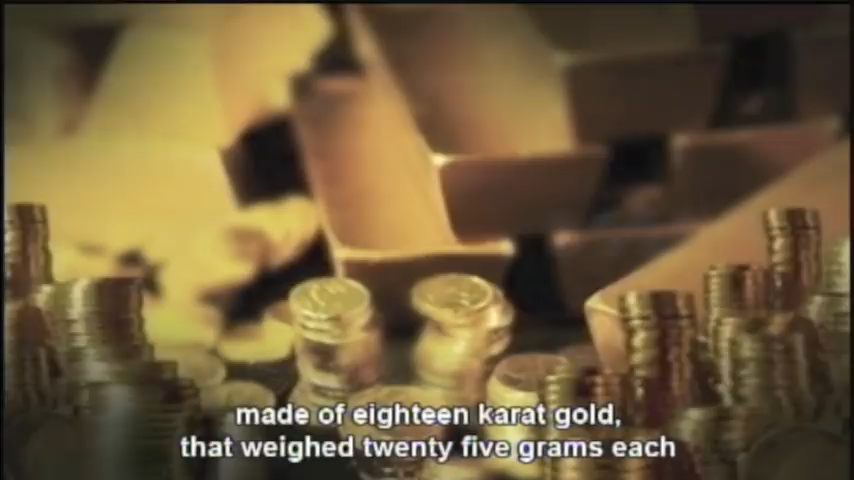 made of eighteen karat gold,
that weighed twenty five grams each